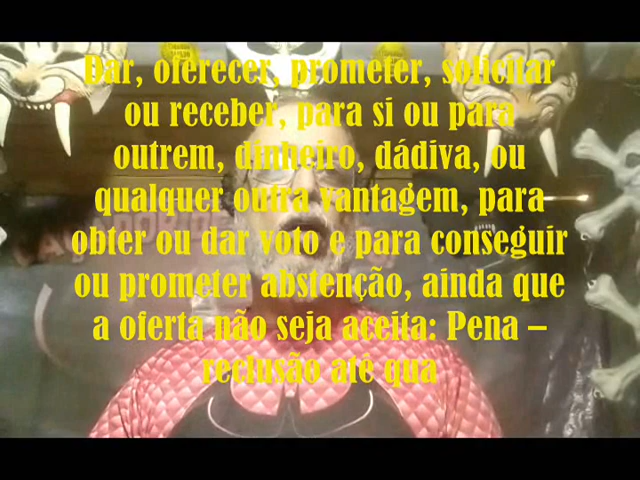 Dar, oferecer, prometer, solicitar
ou receber, para si ou para
outrem, dinheiro, dádiva, ou
qualquer outra vantagem, para
obter ou dar voto e para conseguir
ou prometer abstenção, ainda que
a oferta não seja aceita: Pena –
reclusão até qua